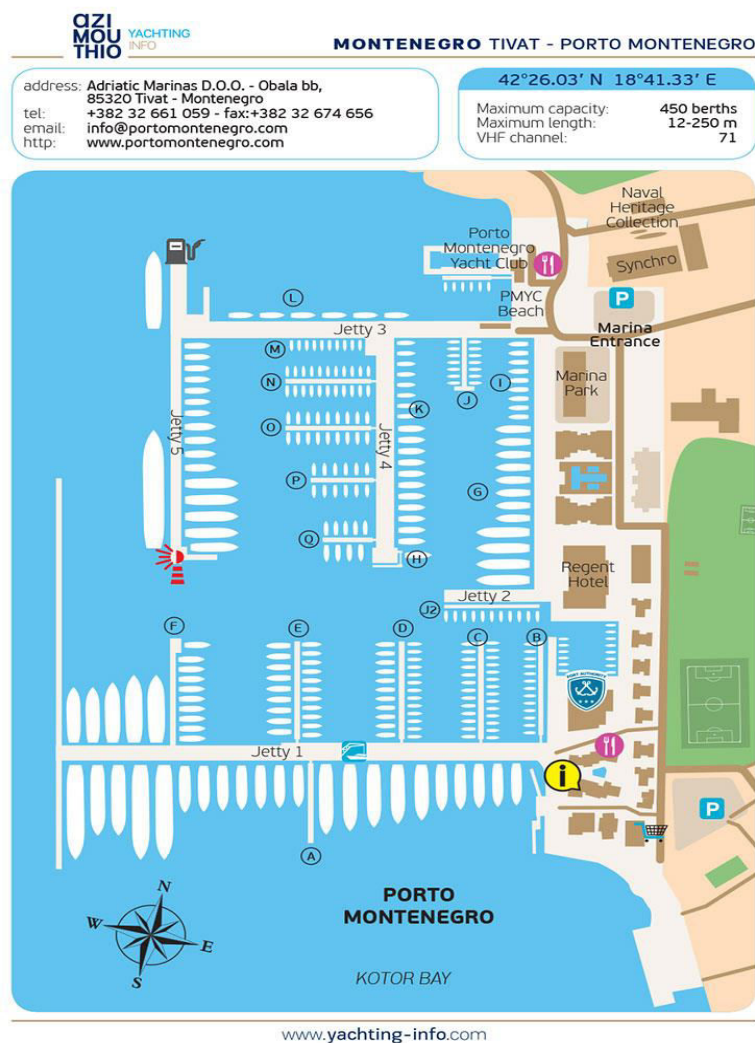 azi
MOU
THIO
YACHTING
INFO
MONTENEGRO TIVAT - PORTO MONTENEGRO
address: Adriatic Marinas D.O.O. - Obala bb,
85320 Tivat - Montenegro
tel: +382 32 661 059 - fax:+382 32 674 656
email: info@portomontenegro.com
http: www.portomontenegro.com
42°26.03' N 18°41.33' E
Maximum capacity: 450 berths
Maximum length: 12-250 m
VHF channel: 71
Naval
Heritage
Collection
Porto
Montenegro
Yacht Club
Synchro
PMYC
Beach
P
Marina
Entrance
L
Jetty 3
M
N
O
P
Q
K
J
I
G
H
Marina
Park
Jetty 5
Jetty 4
Regent
Hotel
Jetty 2
J2
F
E
D
C
B
PORT AUTHORITY
Jetty 1
i
P
A
N
W
E
S
PORTO
MONTENEGRO
KOTOR BAY
www.yachting-info.com